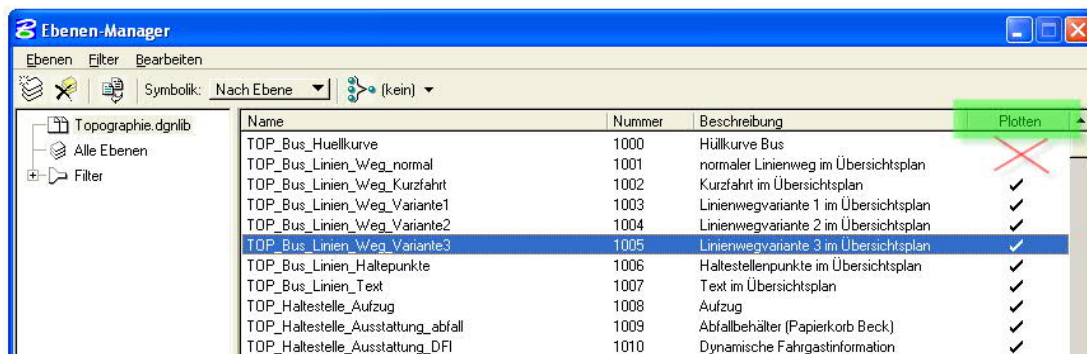 Ebenen-Manager
Ebenen Filter Bearbeiten
Symbolik: Nach Ebene (kein)
Topographie.dgnlib
Alle Ebenen
Filter
Name Nummer Beschreibung Plotten
TOP_Bus_Huellkurve 1000 Hüllkurve Bus
TOP_Bus_Linien_Weg_normal 1001 normaler Linienweg im Übersichtsplan
TOP_Bus_Linien_Weg_Kurzfahrt 1002 Kurzfahrt im Übersichtsplan
TOP_Bus_Linien_Weg_Variante1 1003 Linienwegvariante 1 im Übersichtsplan
TOP_Bus_Linien_Weg_Variante2 1004 Linienwegvariante 2 im Übersichtsplan
TOP_Bus_Linien_Weg_Variante3 1005 Linienwegvariante 3 im Übersichtsplan
TOP_Bus_Linien_Haltepunkte 1006 Haltestellenpunkte im Übersichtsplan
TOP_Bus_Linien_Text 1007 Text im Übersichtsplan
TOP_Haltestelle_Aufzug 1008 Aufzug
TOP_Haltestelle_Ausstattung_abfall 1009 Abfallbehälter (Papierkorb Beck)
TOP_Haltestelle_Ausstattung_DFI 1010 Dynamische Fahrgastinformation